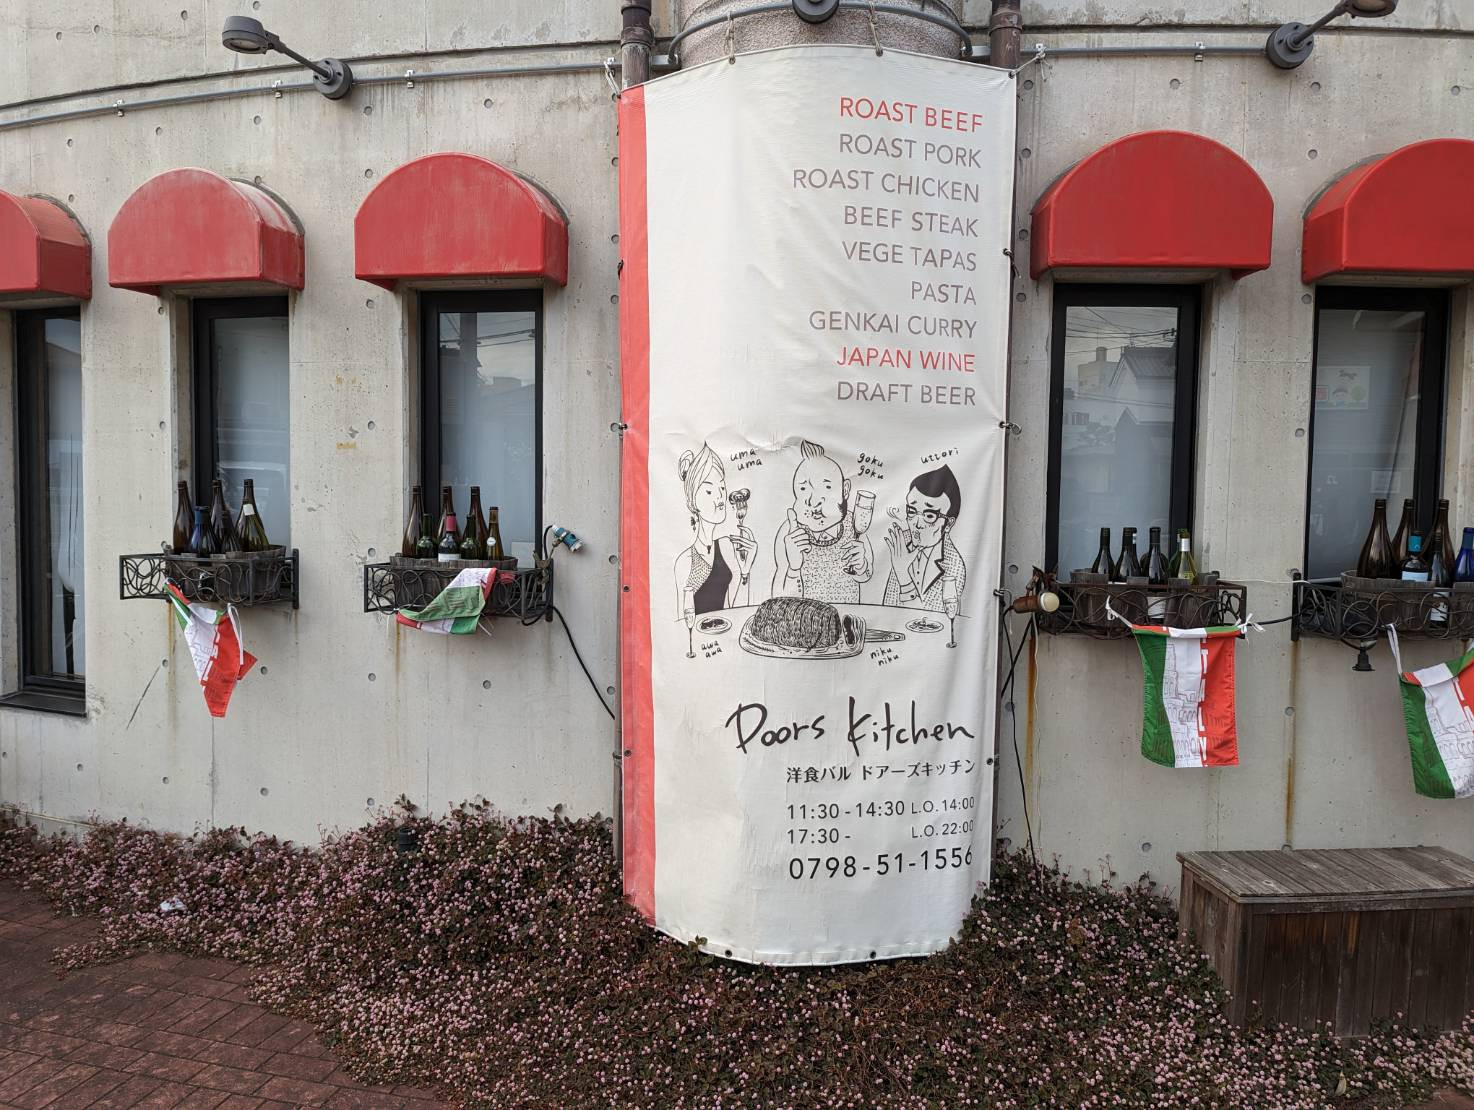 ROAST BEEF
ROAST PORK
ROAST CHICKEN
BEEF STEAK
VEGE TAPAS
PASTA
GENKAI CURRY
JAPAN WINE
DRAFT BEER
uma
uma
goku
goku
uttori
awa
awa
niku
niku
Doors Kitchen
洋食バル ドアーズキッチン
11:30 - 14:30 L.O. 14:00
17:30 - L.O. 22:00
0798-51-1556